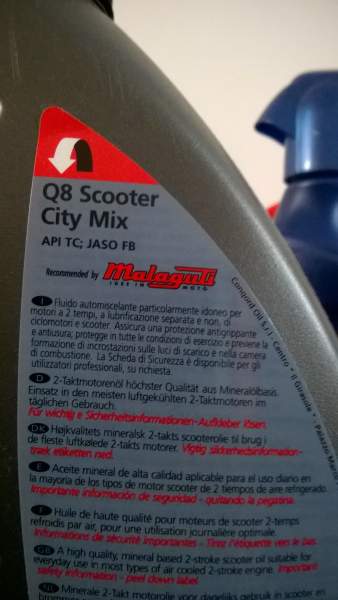 Q8 Scooter
City Mix
API TC; JASO FB
Recommended by Malaguti
MOTO
I Fluido automiscelante particolarmente idoneo per
motori a 2 tempi, a lubrificazione separata e non, di
ciclomotori e scooter. Assicura una protezione antigrippante
e antiusura; protegge in tutte le condizioni di esercizio e previene la
formazione di incrostazioni sulle luci di scarico e nella camera
di combustione. La Scheda di Sicurezza è disponibile per gli
utilizzatori professionali, su richiesta.
D 2-Taktmotorenöl höchster Qualität aus Mineralölbasis.
Einsatz in den meisten luftgekühlten 2-Taktmotoren im
täglichen Gebrauch.
Für wichtig e Sicherheitsinformationen-Aufkleber lösen.
DK Højkvalitets mineralsk 2-takts scooterolie til brug i
de fleste luftkølede 2-takts motorer. Vigtig sikkerhedsinformation-
træk etiketten ned.
E Aceite mineral de alta calidad aplicable para el uso diario en
la mayoria de los tipos de motor scooter de 2 tiempos de aire refrigerado.
Importante información de seguridad - quitando la pegatina.
F Huile de haute qualité pour moteurs de scooter 2-temps
refroidis par air, pour une utilisation journalière optimale.
Informations de sécurité importantes - Tirez l'étiquette vers le bas.
GB A high quality, mineral based 2-stroke scooter oil suitable for
everyday use in most types of air cooled 2-stroke engine. Important
safety information - peel down label
NL Minerale 2-Takt motorolie voor dagelijks gebruik in scooter en
Concord Oil S.r.l. Centro "Il Girasole" - Palazzo